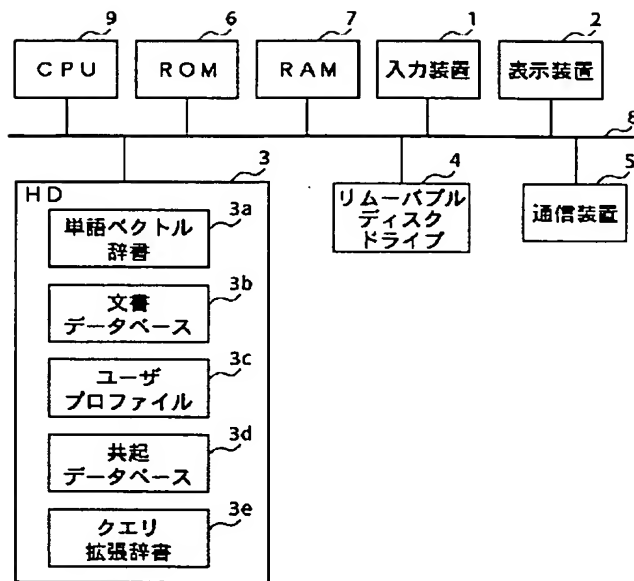 9
6
7
1
2
CPU
ROM
RAM
入力装置
表示装置
8
3
4
5
HD
リムーバブル
ディスク
ドライブ
通信装置
3a
単語ベクトル
辞書
3b
文書
データベース
3c
ユーザ
プロファイル
3d
共起
データベース
3e
クエリ
拡張辞書